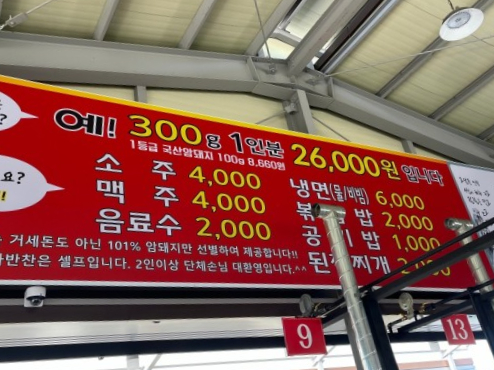 예! 300g 1인분 26,000원 입니다
1등급 국산암돼지 100g 8,660원
소주 4,000
맥주 4,000
음료수 2,000
냉면(물/비빔) 6,000
볶음밥 2,000
공기밥 1,000
된장찌개
거세돈도 아닌 101% 암돼지만 선별하여 제공합니다!!
반찬은 셀프입니다. 2인이상 단체손님 대환영입니다.^^
요?
9
13